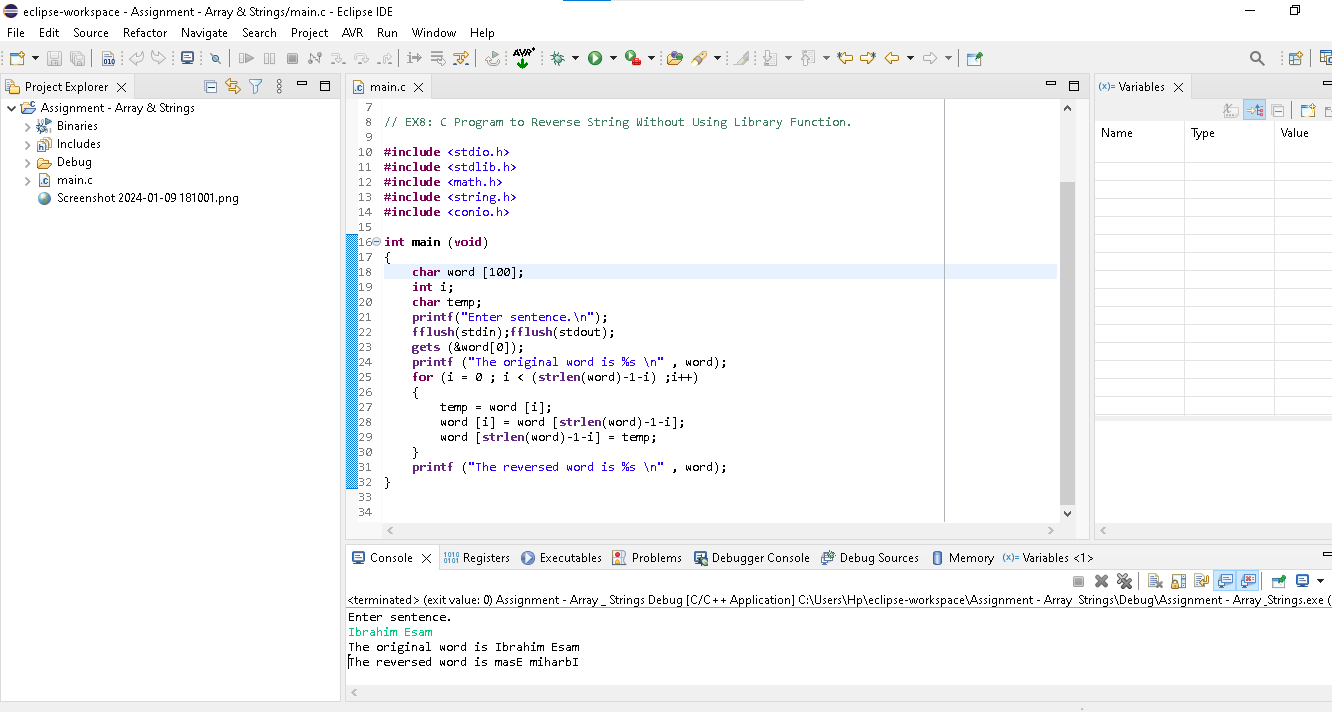 eclipse-workspace - Assignment - Array & Strings/main.c - Eclipse IDE
File Edit Source Refactor Navigate Search Project AVR Run Window Help
Project Explorer
Assignment - Array & Strings
Binaries
Includes
Debug
main.c
Screenshot 2024-01-09 181001.png
main.c
7
8 // EX8: C Program to Reverse String Without Using Library Function.
9
10 #include <stdio.h>
11 #include <stdlib.h>
12 #include <math.h>
13 #include <string.h>
14 #include <conio.h>
15
16 int main (void)
17 {
18 char word [100];
19 int i;
20 char temp;
21 printf("Enter sentence.\n");
22 fflush(stdin);fflush(stdout);
23 gets (&word[0]);
24 printf ("The original word is %s \n" , word);
25 for (i = 0 ; i < (strlen(word)-1-i) ;i++)
26 {
27 temp = word [i];
28 word [i] = word [strlen(word)-1-i];
29 word [strlen(word)-1-i] = temp;
30 }
31 printf ("The reversed word is %s \n" , word);
32 }
33
34
(x)= Variables
Name Type Value
Console Registers Executables Problems Debugger Console Debug Sources Memory (x)= Variables <1>
<terminated> (exit value: 0) Assignment - Array _ Strings Debug [C/C++ Application] C:\Users\Hp\eclipse-workspace\Assignment - Array Strings\Debug\Assignment - Array _Strings.exe (
Enter sentence.
Ibrahim Esam
The original word is Ibrahim Esam
The reversed word is masE miharbI